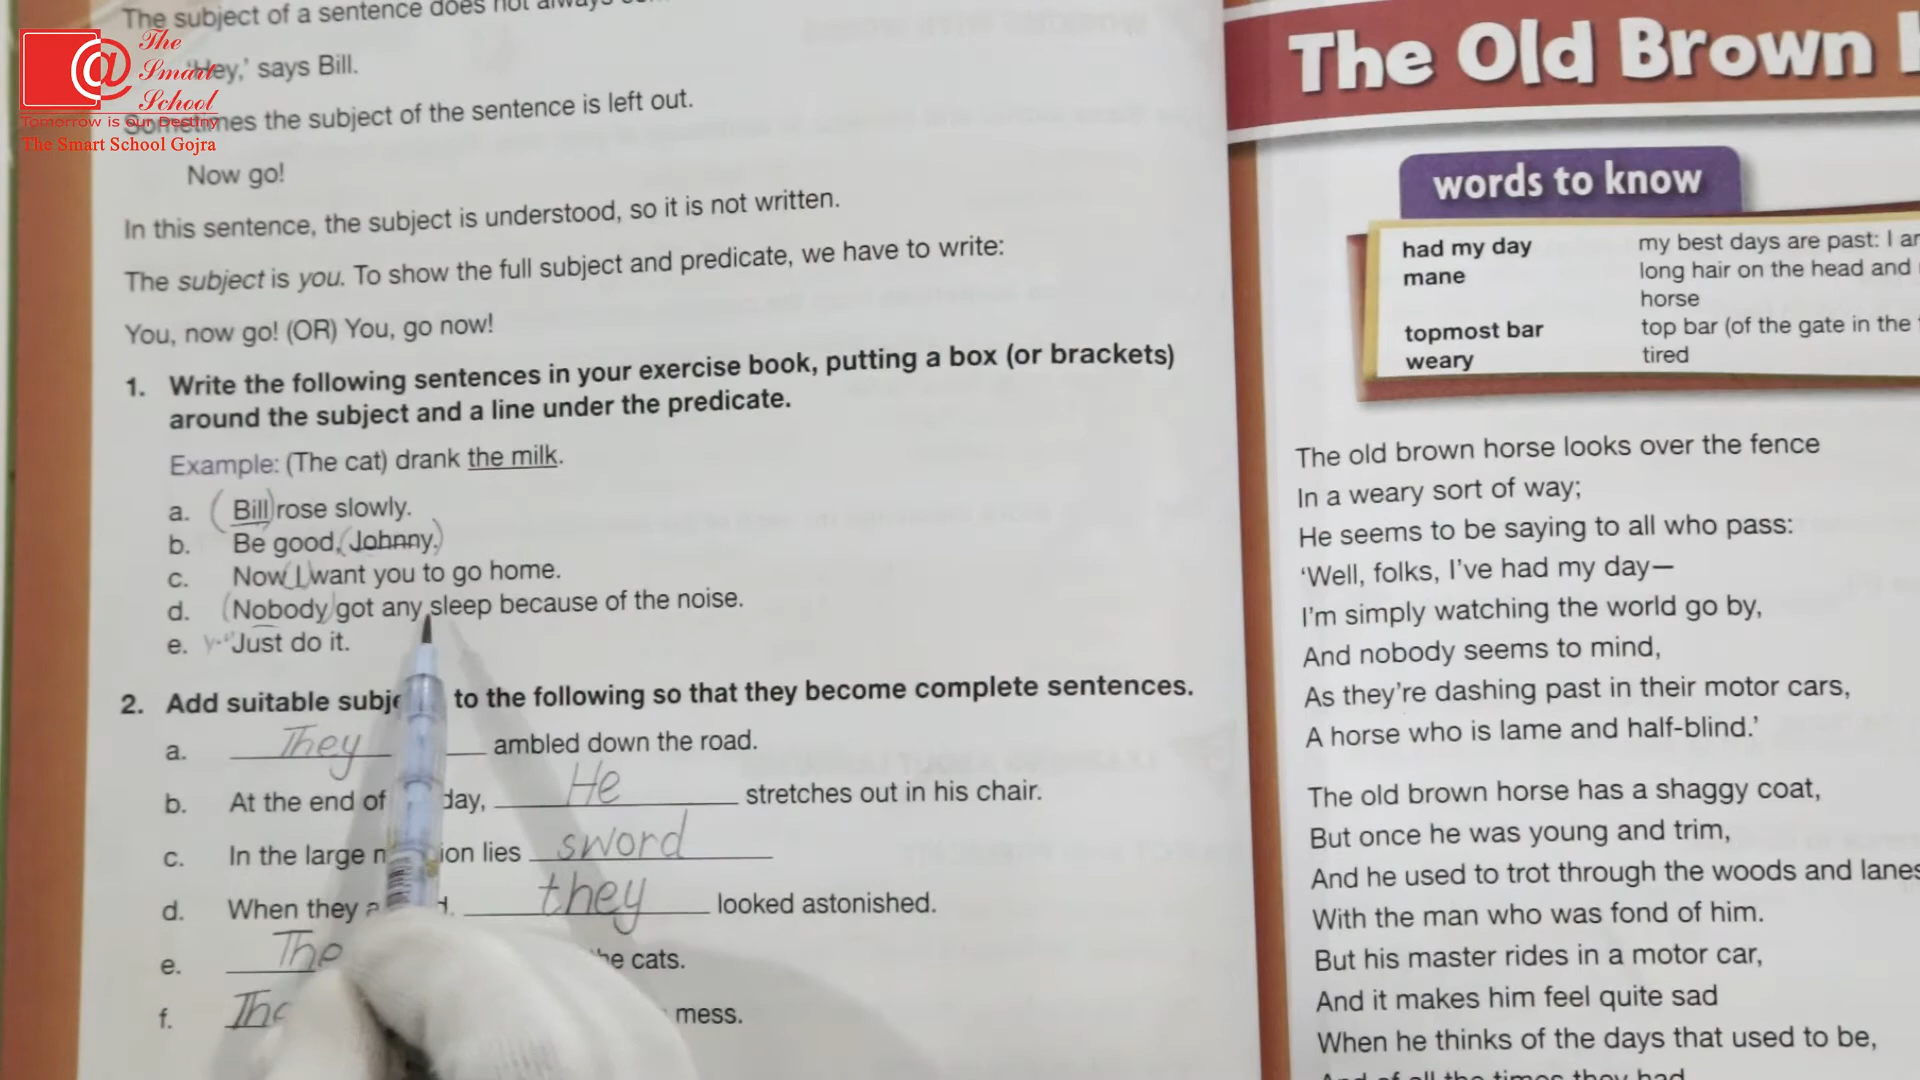 The subject of a sentence does not always
'Hey,' says Bill.
Sometimes the subject of the sentence is left out.
Now go!
In this sentence, the subject is understood, so it is not written.
The subject is you. To show the full subject and predicate, we have to write:
You, now go! (OR) You, go now!
1. Write the following sentences in your exercise book, putting a box (or brackets)
around the subject and a line under the predicate.
Example: (The cat) drank the milk.
a. (Bill) rose slowly.
b. Be good, (Johnny.)
c. Now (I) want you to go home.
d. (Nobody) got any sleep because of the noise.
e. Just do it.
2. Add suitable to the following so that they become complete sentences.
a. They ambled down the road.
b. At the end of day, He stretches out in his chair.
c. In the large lies sword
d. When they they looked astonished.
e. The cats.
f. mess.
The Smart School
Tomorrow is Our Destiny
The Smart School Gojra
The Old Brown
words to know
had my day my best days are past: I
mane long hair on the head and
horse
topmost bar top bar (of the gate in the
weary tired
The old brown horse looks over the fence
In a weary sort of way;
He seems to be saying to all who pass:
'Well, folks, I've had my day—
I'm simply watching the world go by,
And nobody seems to mind,
As they're dashing past in their motor cars,
A horse who is lame and half-blind.'
The old brown horse has a shaggy coat,
But once he was young and trim,
And he used to trot through the woods and lanes
With the man who was fond of him.
But his master rides in a motor car,
And it makes him feel quite sad
When he thinks of the days that used to be,
And of all the times they had